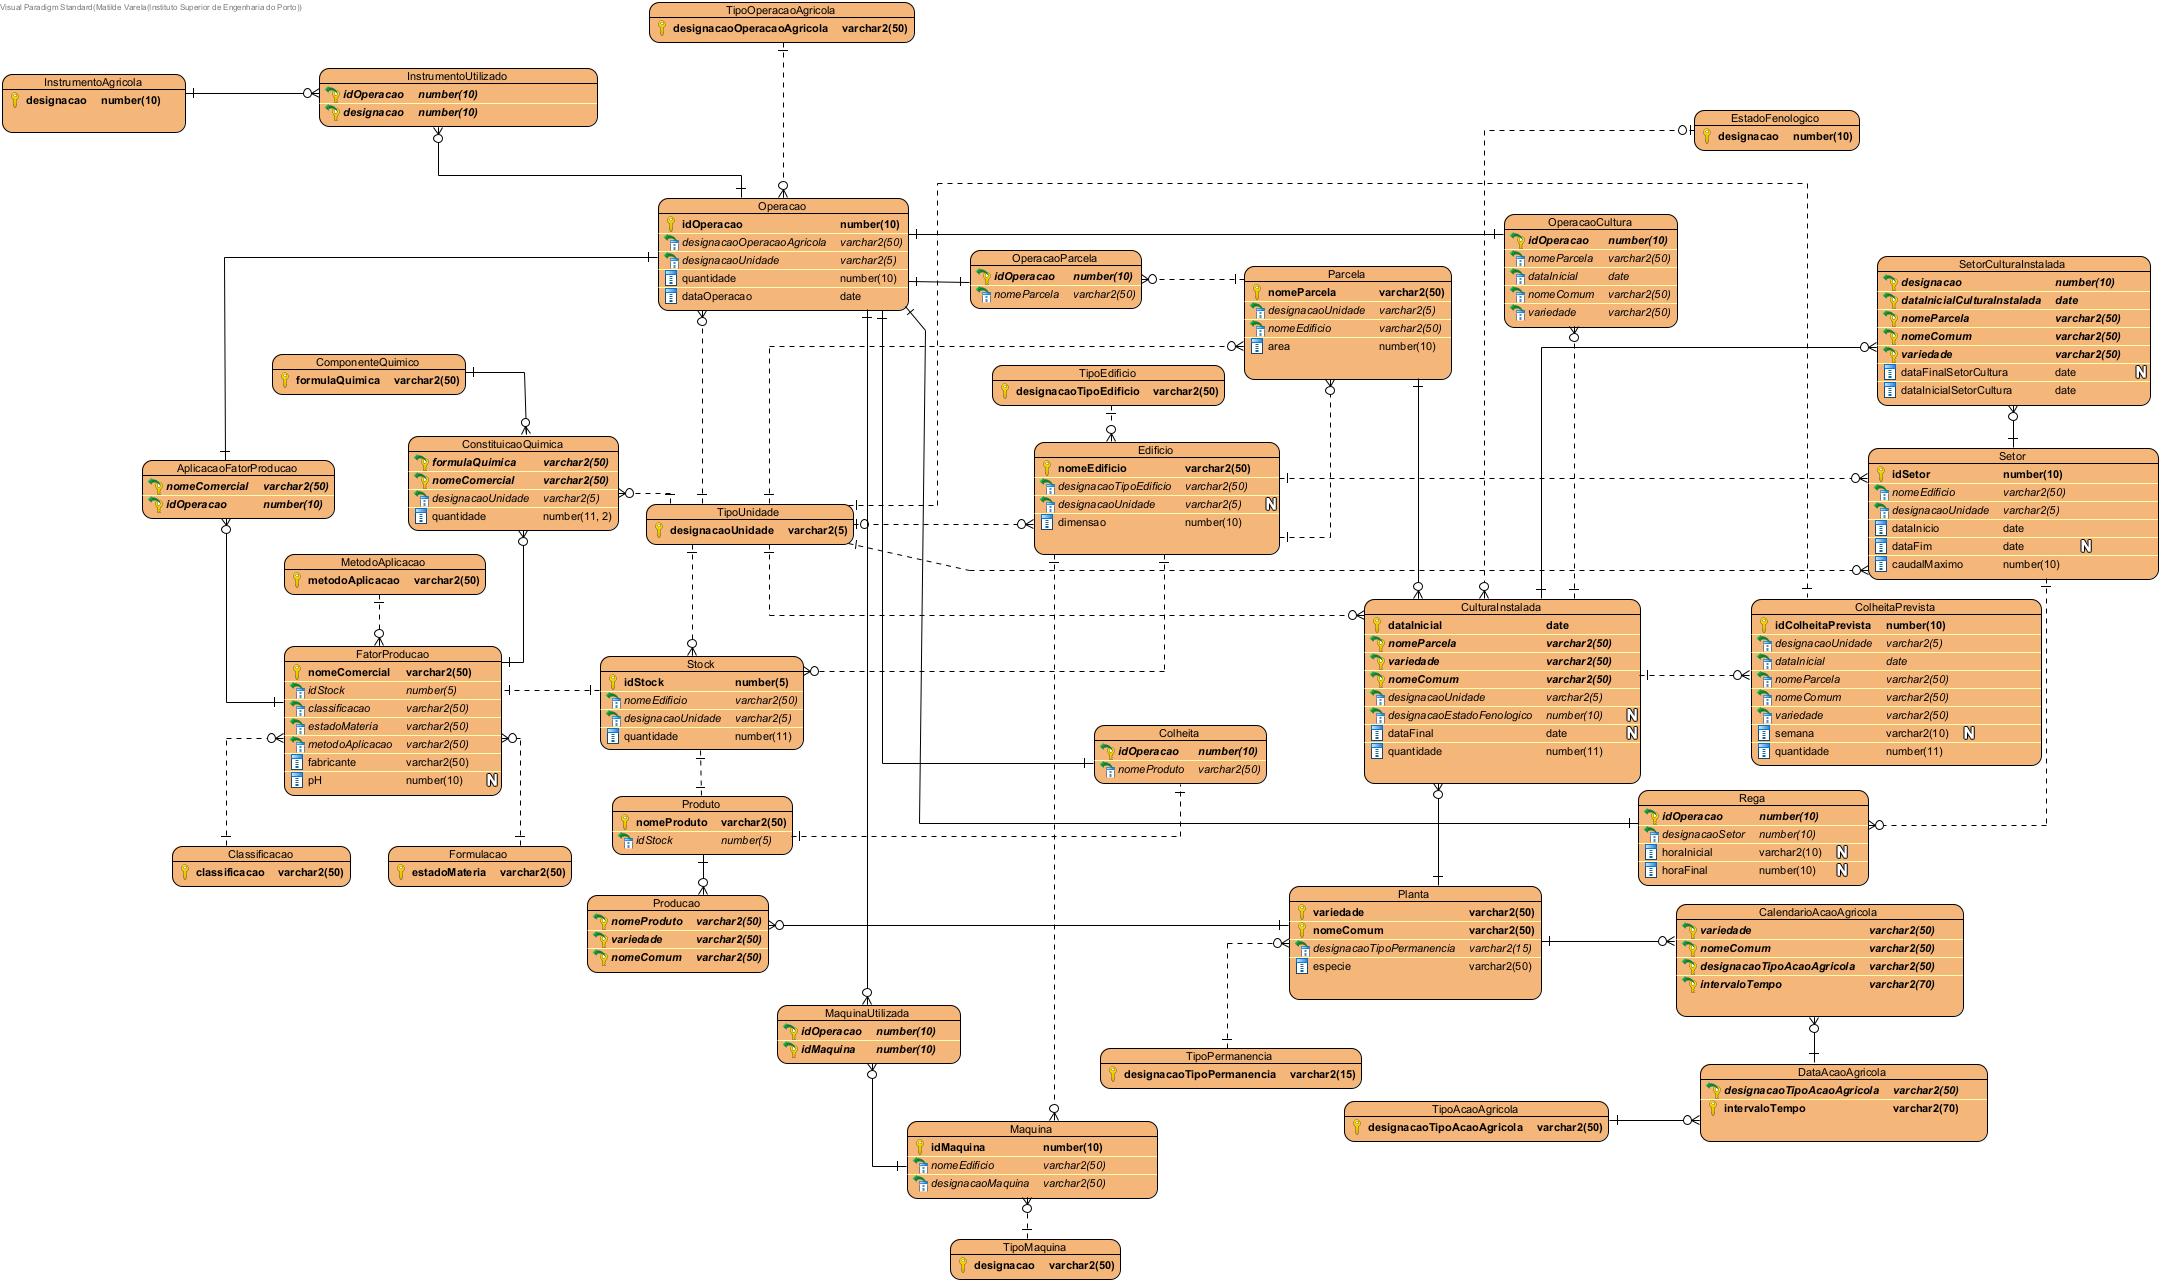 Visual Paradigm Standard(Matilde Varela(Instituto Superior de Engenharia do Porto))
TipoOperacaoAgricola
designacaoOperacaoAgricola varchar2(50)
InstrumentoAgricola
designacao number(10)
InstrumentoUtilizado
idOperacao number(10)
designacao number(10)
EstadoFenologico
designacao number(10)
Operacao
idOperacao number(10)
designacaoOperacaoAgricola varchar2(50)
designacaoUnidade varchar2(5)
quantidade number(10)
dataOperacao date
OperacaoCultura
idOperacao number(10)
nomeParcela varchar2(50)
dataInicial date
nomeComum varchar2(50)
variedade varchar2(50)
OperacaoParcela
idOperacao number(10)
nomeParcela varchar2(50)
Parcela
nomeParcela varchar2(50)
designacaoUnidade varchar2(5)
nomeEdificio varchar2(50)
area number(10)
SetorCulturaInstalada
designacao number(10)
dataInicialCulturaInstalada date
nomeParcela varchar2(50)
nomeComum varchar2(50)
variedade varchar2(50)
dataFinalSetorCultura date N
dataInicialSetorCultura date
ComponenteQuimico
formulaQuimica varchar2(50)
TipoEdificio
designacaoTipoEdificio varchar2(50)
ConstituicaoQuimica
formulaQuimica varchar2(50)
nomeComercial varchar2(50)
designacaoUnidade varchar2(5)
quantidade number(11, 2)
Edificio
nomeEdificio varchar2(50)
designacaoTipoEdificio varchar2(50)
designacaoUnidade varchar2(5) N
dimensao number(10)
Setor
idSetor number(10)
nomeEdificio varchar2(50)
designacaoUnidade varchar2(5)
dataInicio date
dataFim date N
caudalMaximo number(10)
AplicacaoFatorProducao
nomeComercial varchar2(50)
idOperacao number(10)
TipoUnidade
designacaoUnidade varchar2(5)
MetodoAplicacao
metodoAplicacao varchar2(50)
CulturaInstalada
dataInicial date
nomeParcela varchar2(50)
variedade varchar2(50)
nomeComum varchar2(50)
designacaoUnidade varchar2(5)
designacaoEstadoFenologico number(10) N
dataFinal date N
quantidade number(11)
ColheitaPrevista
idColheitaPrevista number(10)
designacaoUnidade varchar2(5)
dataInicial date
nomeParcela varchar2(50)
nomeComum varchar2(50)
variedade varchar2(50)
semana varchar2(10) N
quantidade number(11)
FatorProducao
nomeComercial varchar2(50)
idStock number(5)
classificacao varchar2(50)
estadoMateria varchar2(50)
metodoAplicacao varchar2(50)
fabricante varchar2(50)
pH number(10) N
Stock
idStock number(5)
nomeEdificio varchar2(50)
designacaoUnidade varchar2(5)
quantidade number(11)
Colheita
idOperacao number(10)
nomeProduto varchar2(50)
Produto
nomeProduto varchar2(50)
idStock number(5)
Rega
idOperacao number(10)
designacaoSetor number(10)
horaInicial varchar2(10) N
horaFinal number(10) N
Classificacao
classificacao varchar2(50)
Formulacao
estadoMateria varchar2(50)
Producao
nomeProduto varchar2(50)
variedade varchar2(50)
nomeComum varchar2(50)
Planta
variedade varchar2(50)
nomeComum varchar2(50)
designacaoTipoPermanencia varchar2(15)
especie varchar2(50)
CalendarioAcaoAgricola
variedade varchar2(50)
nomeComum varchar2(50)
designacaoTipoAcaoAgricola varchar2(50)
intervaloTempo varchar2(70)
MaquinaUtilizada
idOperacao number(10)
idMaquina number(10)
TipoPermanencia
designacaoTipoPermanencia varchar2(15)
DataAcaoAgricola
designacaoTipoAcaoAgricola varchar2(50)
intervaloTempo varchar2(70)
TipoAcaoAgricola
designacaoTipoAcaoAgricola varchar2(50)
Maquina
idMaquina number(10)
nomeEdificio varchar2(50)
designacaoMaquina varchar2(50)
TipoMaquina
designacao varchar2(50)